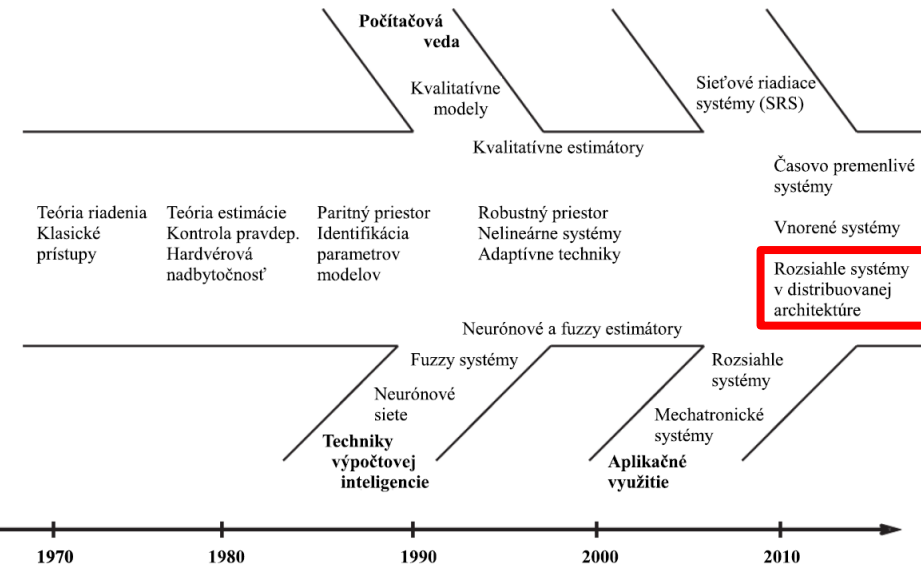 Počítačová
veda
Kvalitatívne
modely
Sieťové riadiace
systémy (SRS)
Kvalitatívne estimátory
Časovo premenlivé
systémy
Vnorené systémy
Rozsiahle systémy
v distribuovanej
architektúre
Teória riadenia
Klasické
prístupy
Teória estimácie
Kontrola pravdep.
Hardvérová
nadbytočnosť
Paritný priestor
Identifikácia
parametrov
modelov
Robustný priestor
Nelineárne systémy
Adaptívne techniky
Neurónové a fuzzy estimátory
Fuzzy systémy
Neurónové
siete
Techniky
výpočtovej
inteligencie
Rozsiahle
systémy
Mechatronické
systémy
Aplikačné
využitie
1970
1980
1990
2000
2010